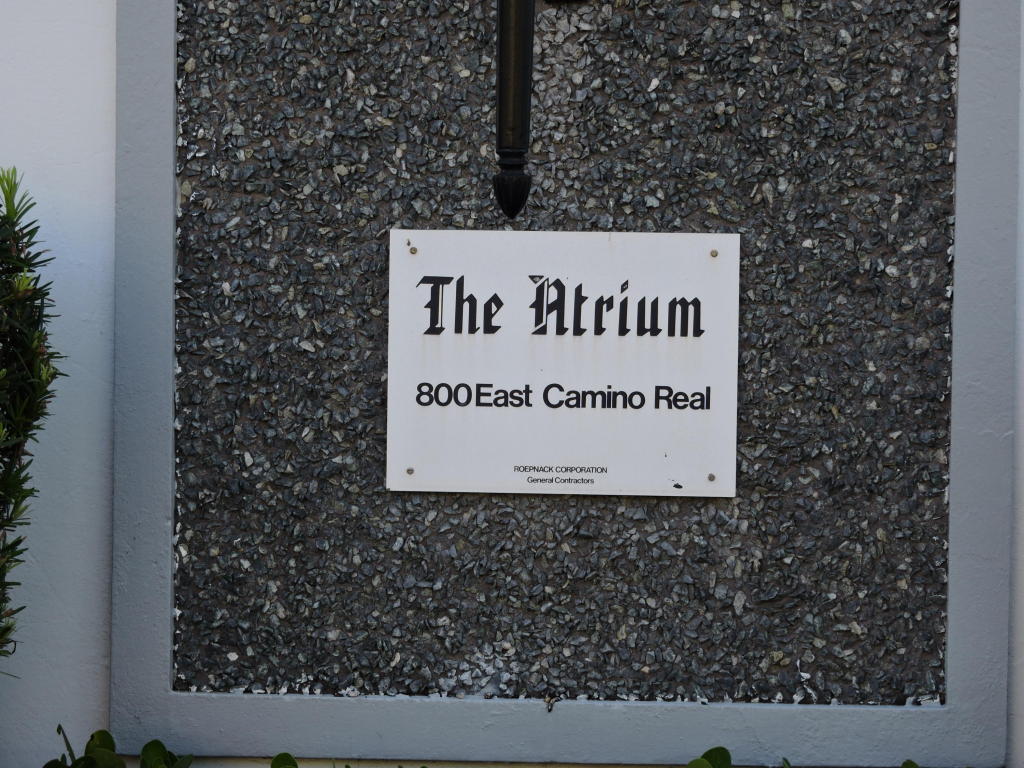 The Atrium
800 East Camino Real
ROEPNACK CORPORATION
General Contractors